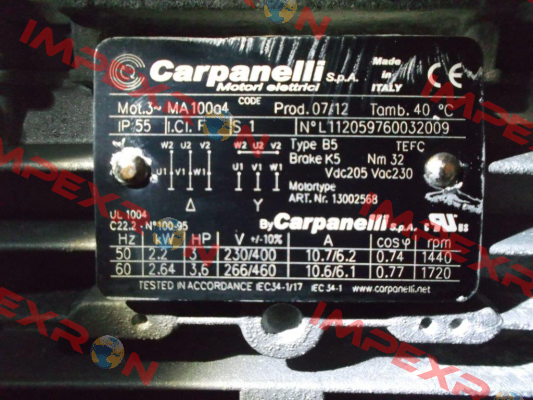 Carpanelli S.p.A.
Motori elettrici
Made in ITALY
CE
CODE
Mot.3~ MA100a4 Prod. 07/12 Tamb. 40 °C
IP 55 I.Cl. F S 1 N° L112059760032009
Type B5 TEFC
Brake K5 Nm 32
Vdc205 Vac230
Motortype
ART. Nr. 13002568
W2 U2 V2 W2 U2 V2
U1 V1 W1 U1 V1 W1
Δ Y
UL 1004
C22.2 - N°100-95
By Carpanelli S.p.A. c RU us
Hz kW HP V +/-10% A cos φ rpm
50 2.2 3 230/400 10.7/6.2 0.74 1440
60 2.64 3.6 266/460 10.6/6.1 0.77 1720
TESTED IN ACCORDANCE IEC34-1/17 IEC 34-1 www.carpanelli.net
IMPEXRON
IMPEXRON
IMPEXRON
IMPEXRON